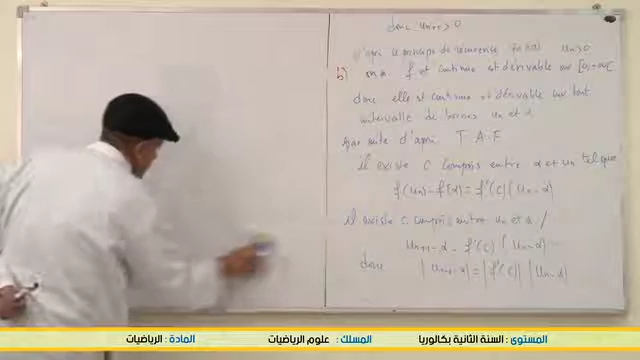 donc Un+1 > 0
d'après le principe de récurrence ∀n∈ℕ Un > 0
b) on a f est continue et dérivable sur [0,+∞[
donc elle est continue et dérivable sur tout
intervalle de bornes Un et α
Par suite d'après T.A.F
il existe c compris entre α et Un tel que
f(Un) - f(α) = f'(c) (Un - α)
il existe c compris entre Un et α /
Un+1 - α = f'(c) (Un - α)
donc |Un+1 - α| = |f'(c)| |Un - α|
المستوى : السنة الثانية بكالوريا المسلك : علوم الرياضيات المادة : الرياضيات